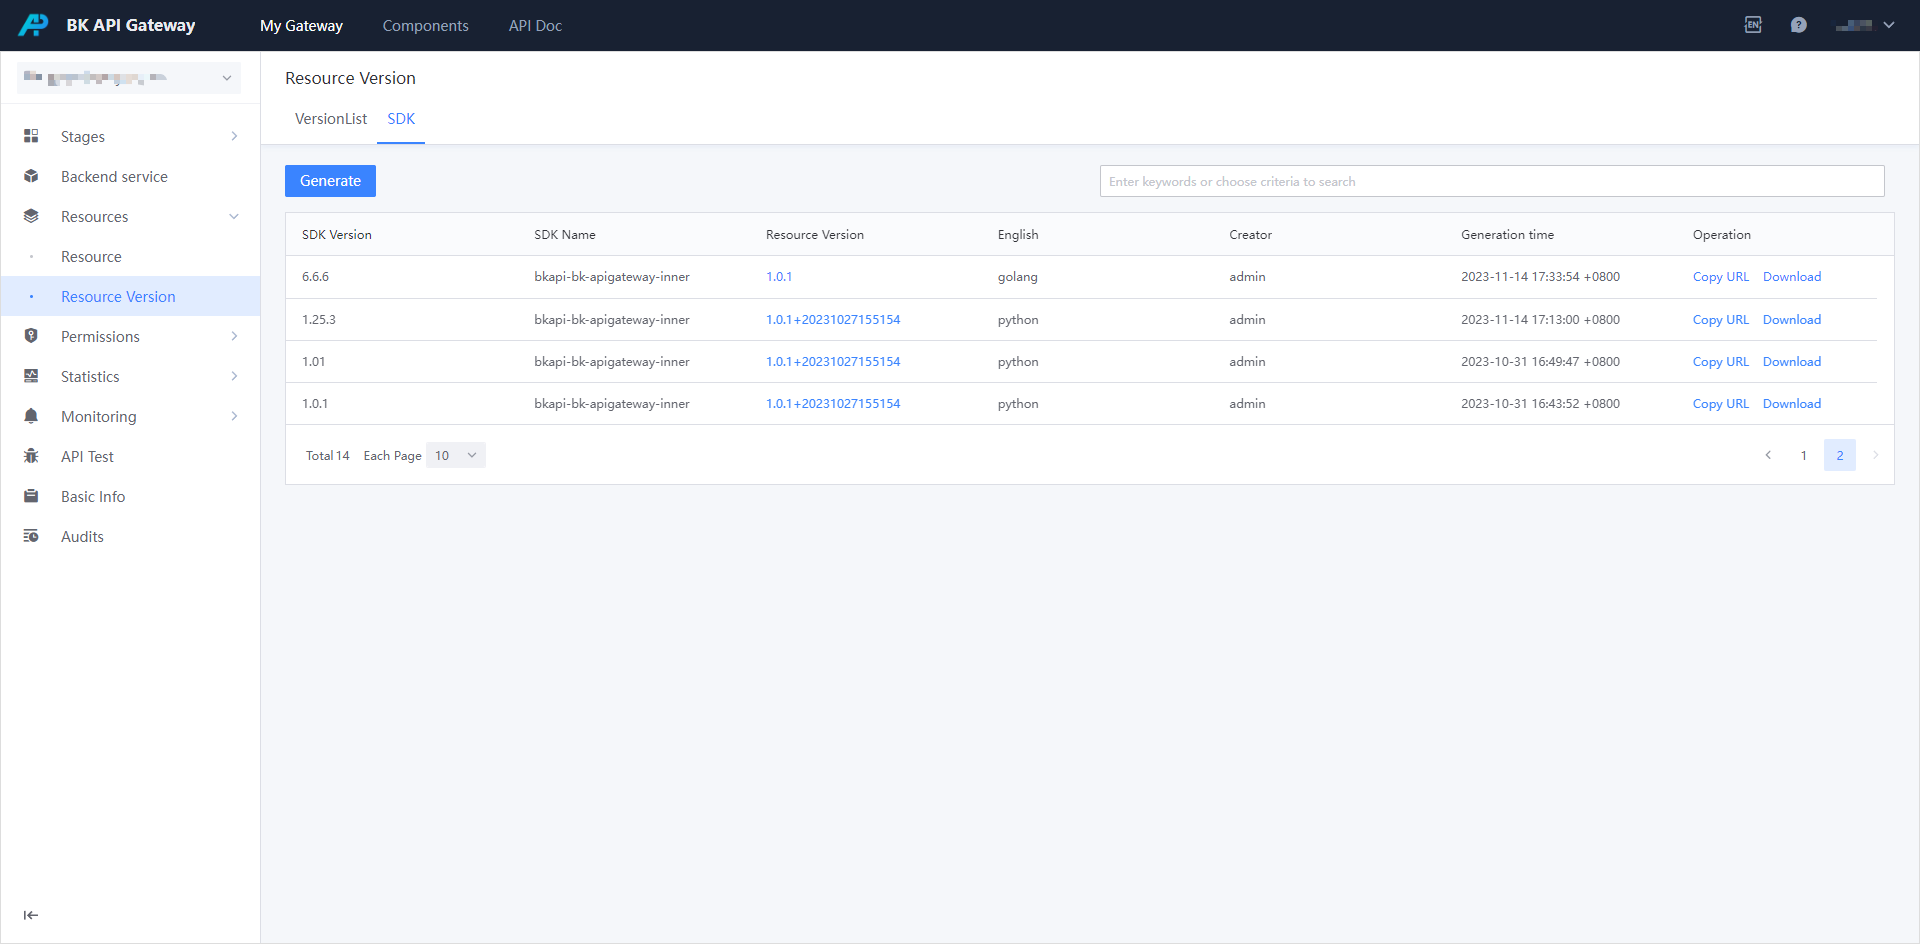 BK API Gateway
My Gateway
Components
API Doc
EN
?
Stages
Backend service
Resources
Resource
Resource Version
Permissions
Statistics
Monitoring
API Test
Basic Info
Audits
Resource Version
VersionList
SDK
Generate
Enter keywords or choose criteria to search
SDK Version SDK Name Resource Version English Creator Generation time Operation
6.6.6 bkapi-bk-apigateway-inner 1.0.1 golang admin 2023-11-14 17:33:54 +0800 Copy URL Download
1.25.3 bkapi-bk-apigateway-inner 1.0.1+20231027155154 python admin 2023-11-14 17:13:00 +0800 Copy URL Download
1.01 bkapi-bk-apigateway-inner 1.0.1+20231027155154 python admin 2023-10-31 16:49:47 +0800 Copy URL Download
1.0.1 bkapi-bk-apigateway-inner 1.0.1+20231027155154 python admin 2023-10-31 16:43:52 +0800 Copy URL Download
Total 14 Each Page 10
1 2